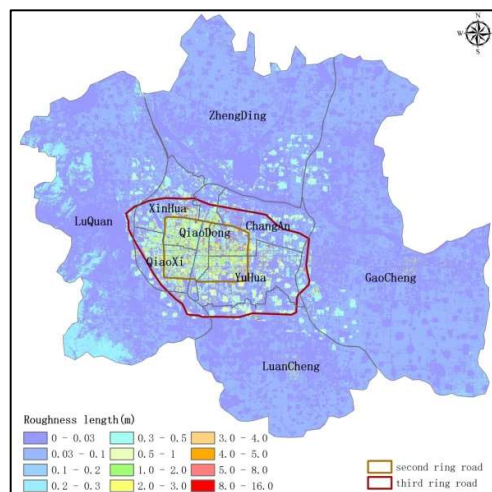 N
W E
S
ZhengDing
XinHua
ChangAn
LuQuan
QiaoDong
QiaoXi
YuHua
GaoCheng
LuanCheng
Roughness length(m)
0 - 0.03 0.3 - 0.5 3.0 - 4.0
0.03 - 0.1 0.5 - 1 4.0 - 5.0
0.1 - 0.2 1.0 - 2.0 5.0 - 8.0 second ring road
0.2 - 0.3 2.0 - 3.0 8.0 - 16.0 third ring road